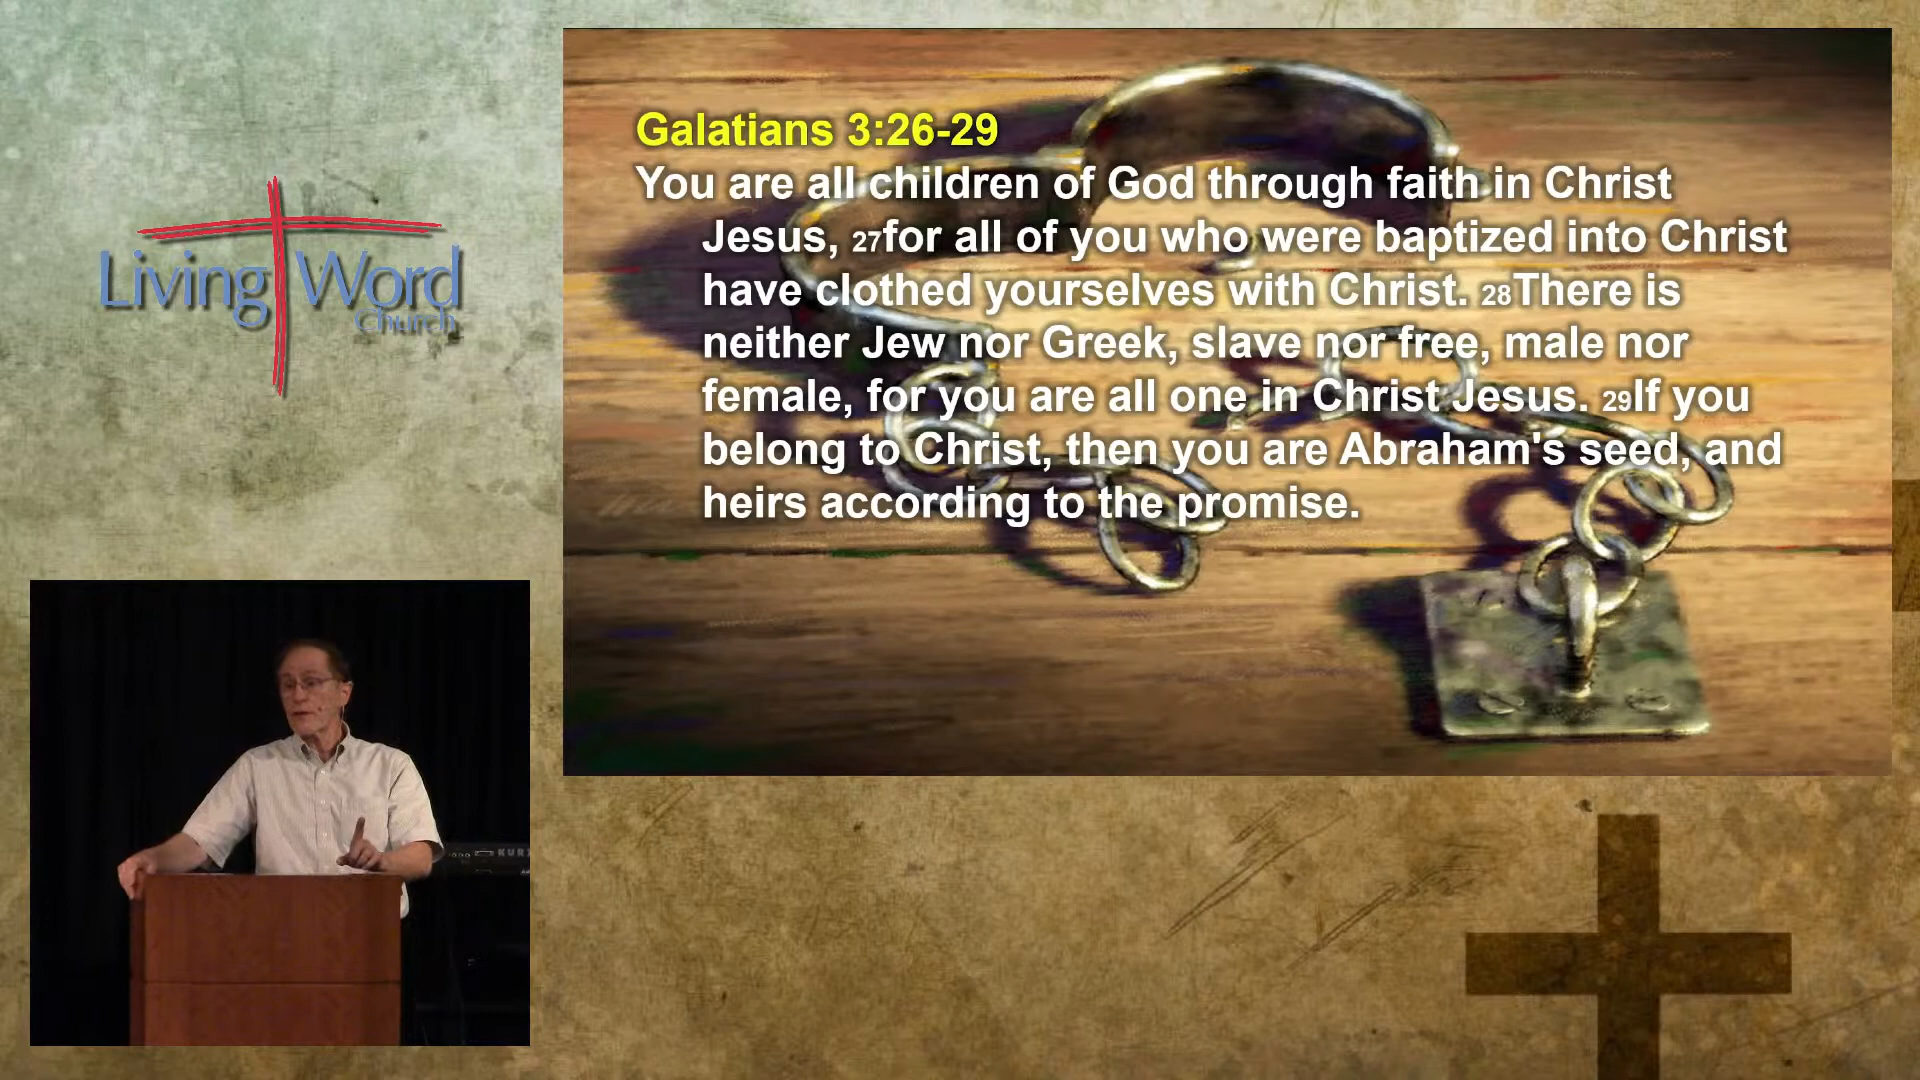 Living Word
Church
Galatians 3:26-29
You are all children of God through faith in Christ
Jesus, 27for all of you who were baptized into Christ
have clothed yourselves with Christ. 28There is
neither Jew nor Greek, slave nor free, male nor
female, for you are all one in Christ Jesus. 29If you
belong to Christ, then you are Abraham's seed, and
heirs according to the promise.